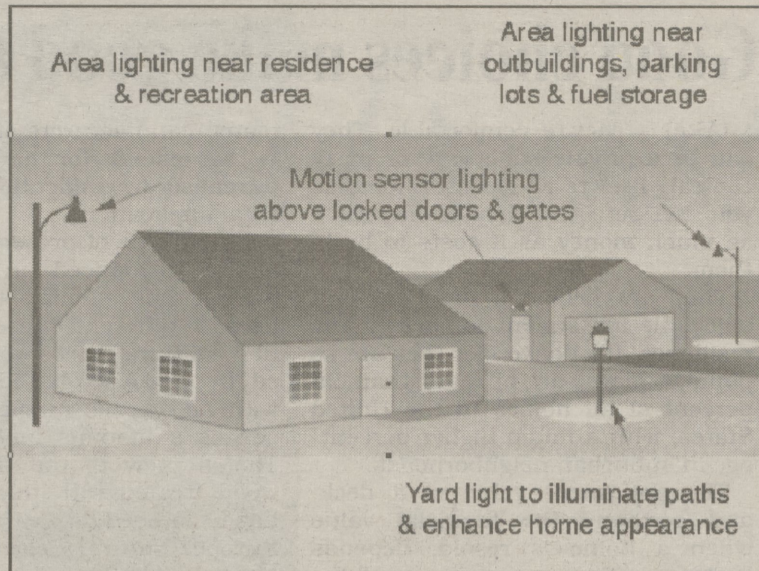 Area lighting near residence
& recreation area
Area lighting near
outbuildings, parking
lots & fuel storage
Motion sensor lighting
above locked doors & gates
Yard light to illuminate paths
& enhance home appearance